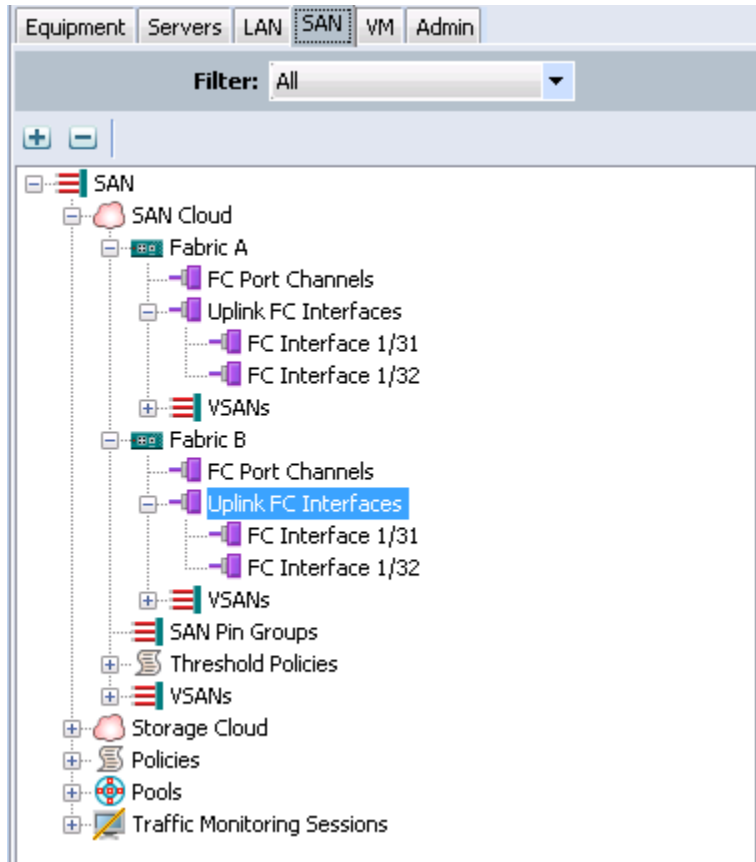 Equipment Servers LAN SAN VM Admin
Filter: All
SAN
SAN Cloud
Fabric A
FC Port Channels
Uplink FC Interfaces
FC Interface 1/31
FC Interface 1/32
VSANs
Fabric B
FC Port Channels
Uplink FC Interfaces
FC Interface 1/31
FC Interface 1/32
VSANs
SAN Pin Groups
Threshold Policies
VSANs
Storage Cloud
Policies
Pools
Traffic Monitoring Sessions